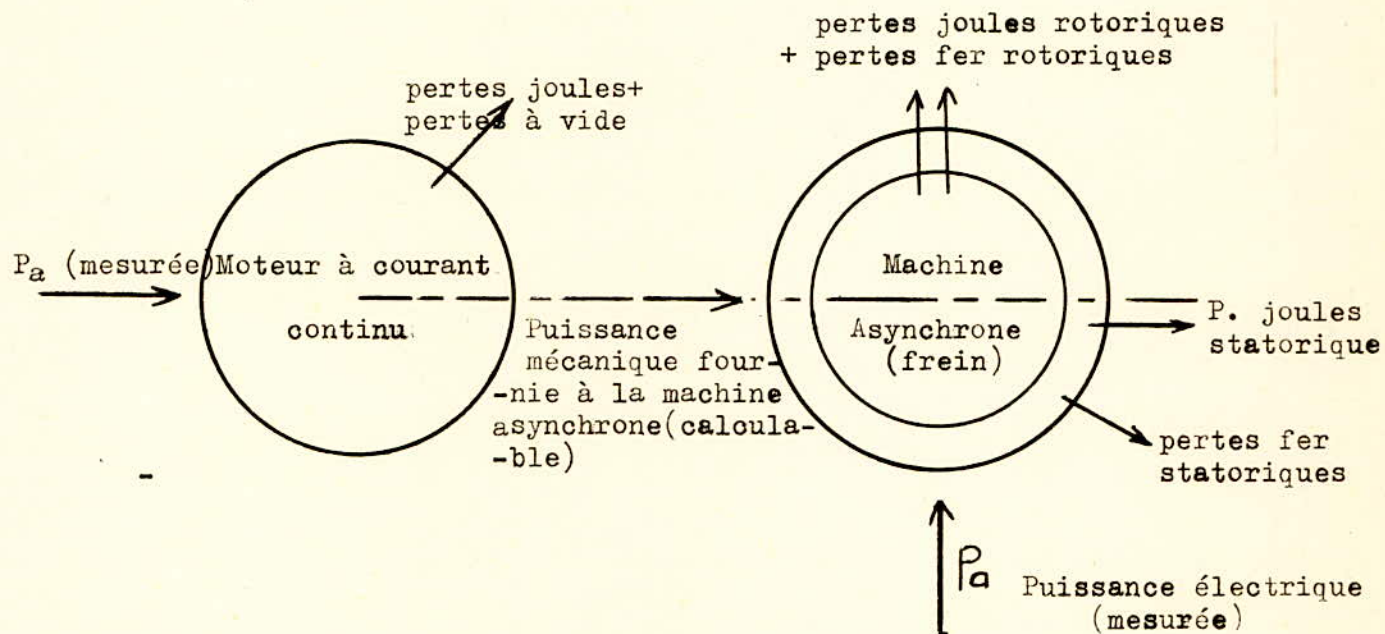 pertes joules rotoriques
+ pertes fer rotoriques
pertes joules+
pertes à vide
Pa (mesurée)
Moteur à courant
continu
Puissance
mécanique four-
-nie à la machine
asynchrone(calcula-
-ble)
Machine
Asynchrone
(frein)
P. joules
statorique
pertes fer
statoriques
Pa
Puissance électrique
(mesurée)